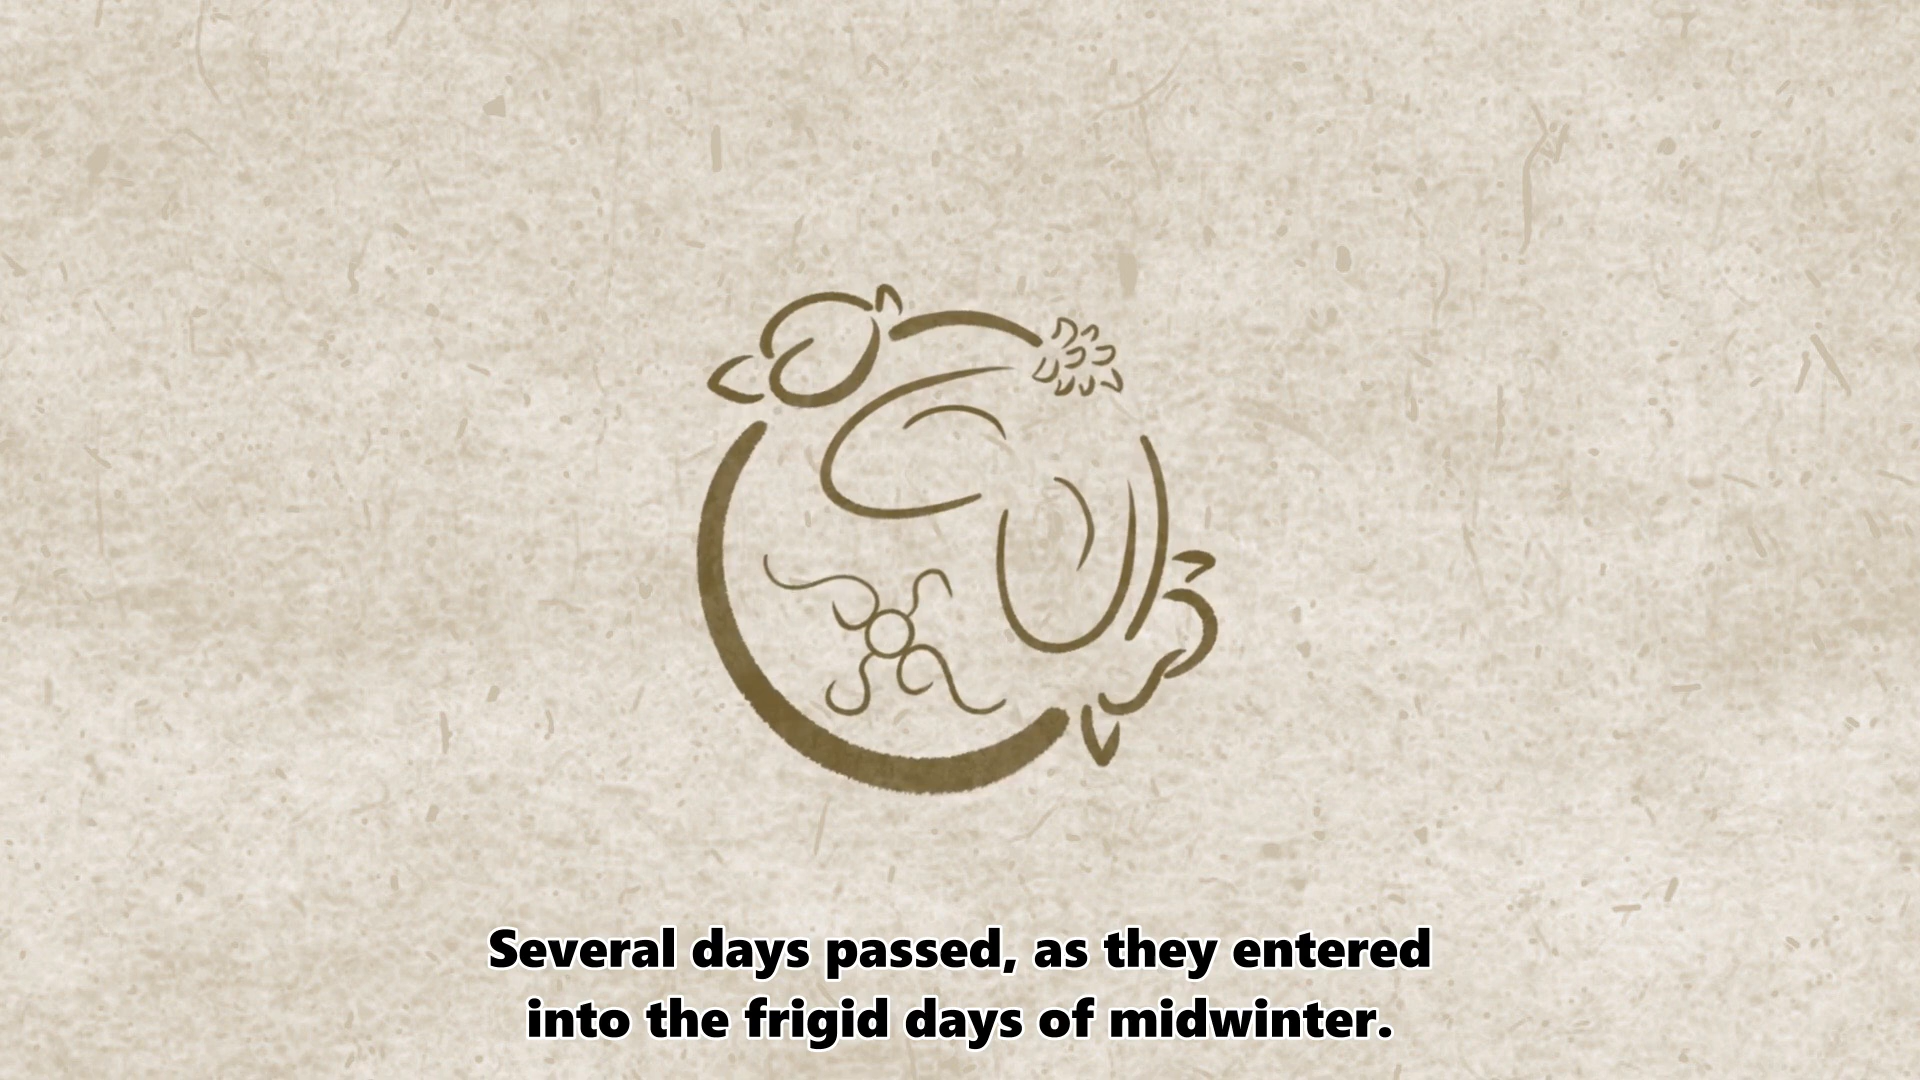 Several days passed, as they entered
into the frigid days of midwinter.